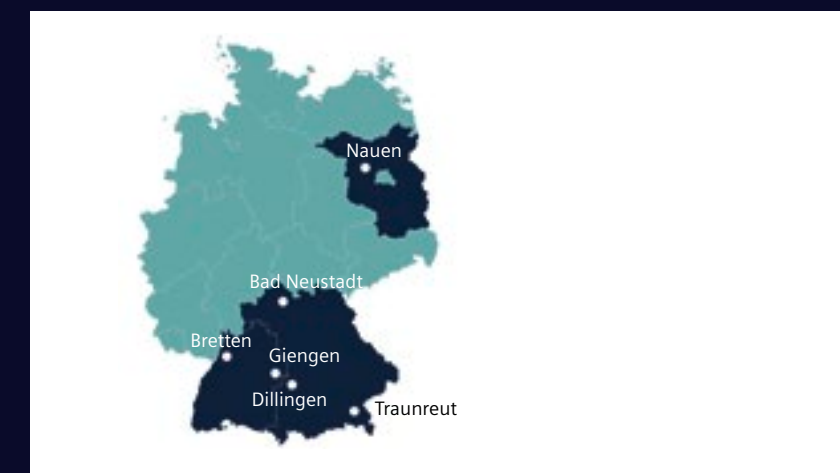 Nauen
Bad Neustadt
Bretten
Giengen
Dillingen
Traunreut